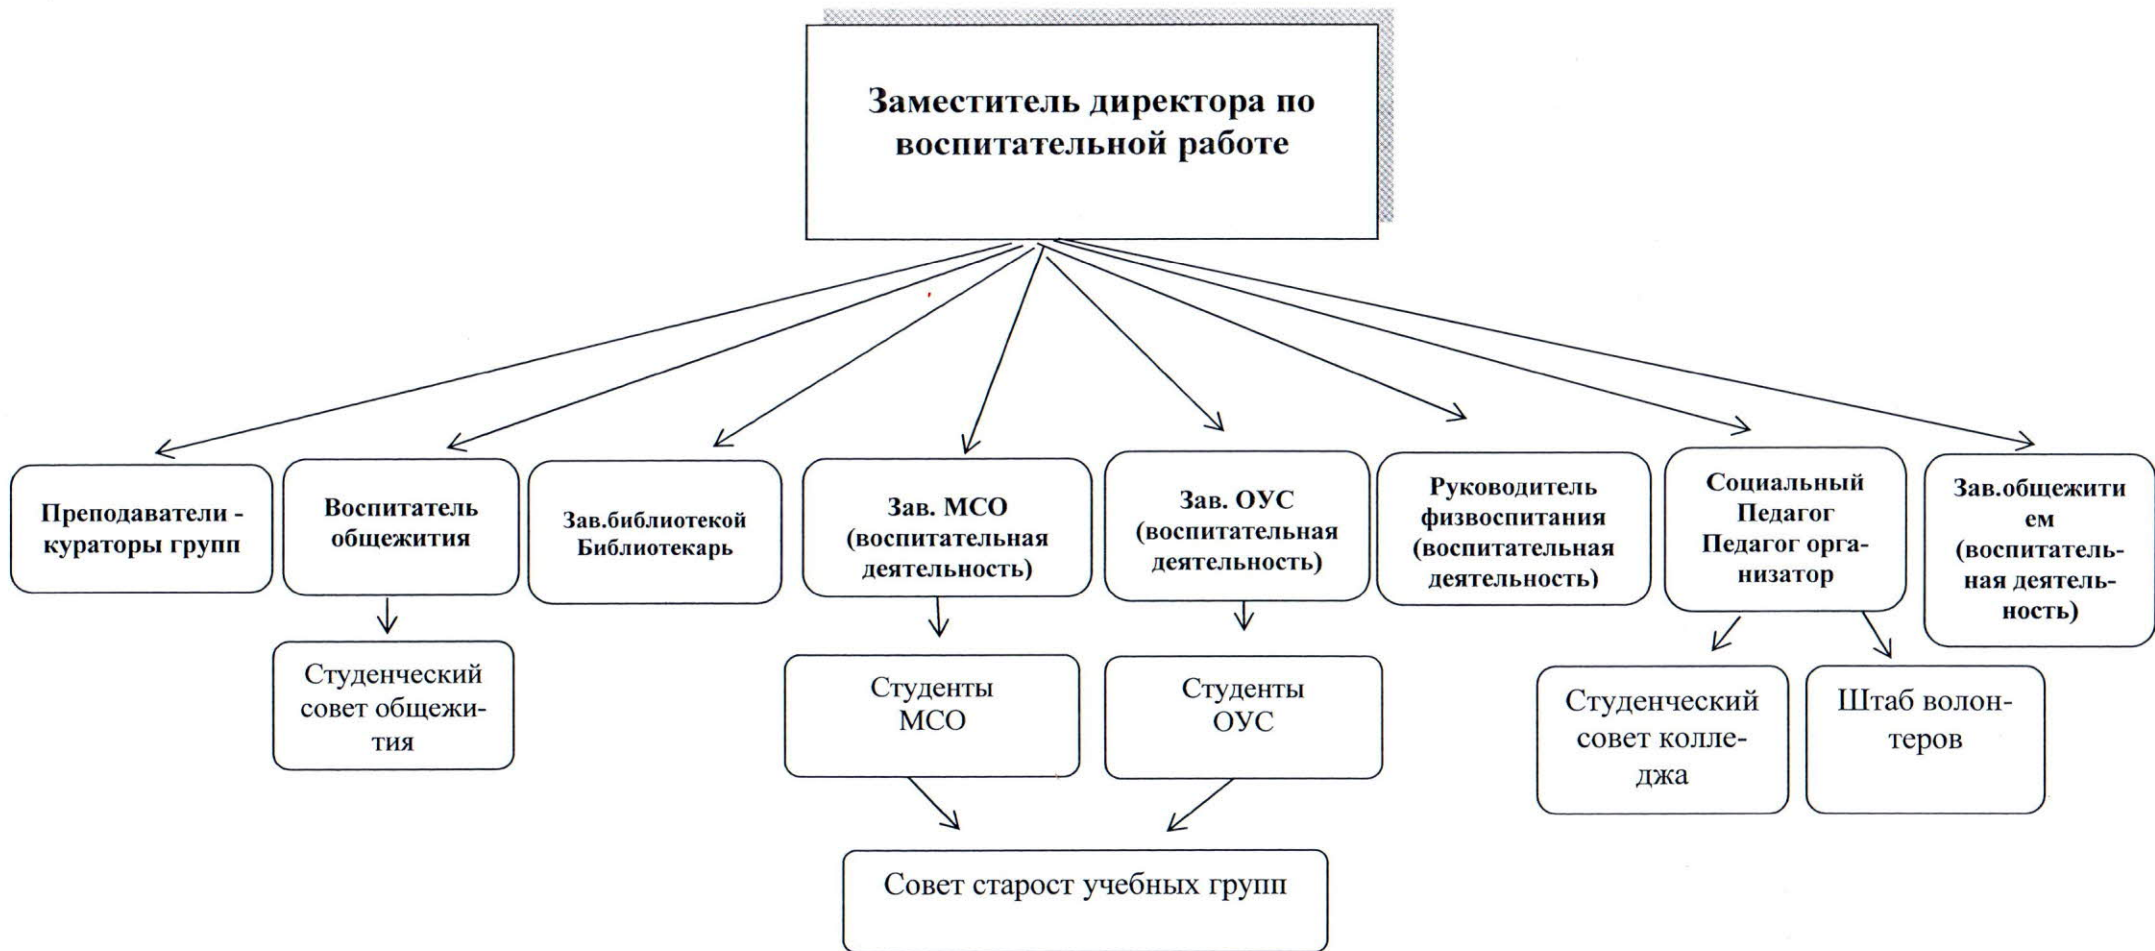 Заместитель директора по
воспитательной работе
Преподаватели -
кураторы групп
Воспитатель
общежития
Зав.библиотекой
Библиотекарь
Зав. МСО
(воспитательная
деятельность)
Зав. ОУС
(воспитательная
деятельность)
Руководитель
физвоспитания
(воспитательная
деятельность)
Социальный
Педагог
Педагог орга-
низатор
Зав.общежити
ем
(воспитатель-
ная деятель-
ность)
Студенческий
совет общежи-
тия
Студенты
МСО
Студенты
ОУС
Студенческий
совет колле-
джа
Штаб волон-
теров
Совет старост учебных групп